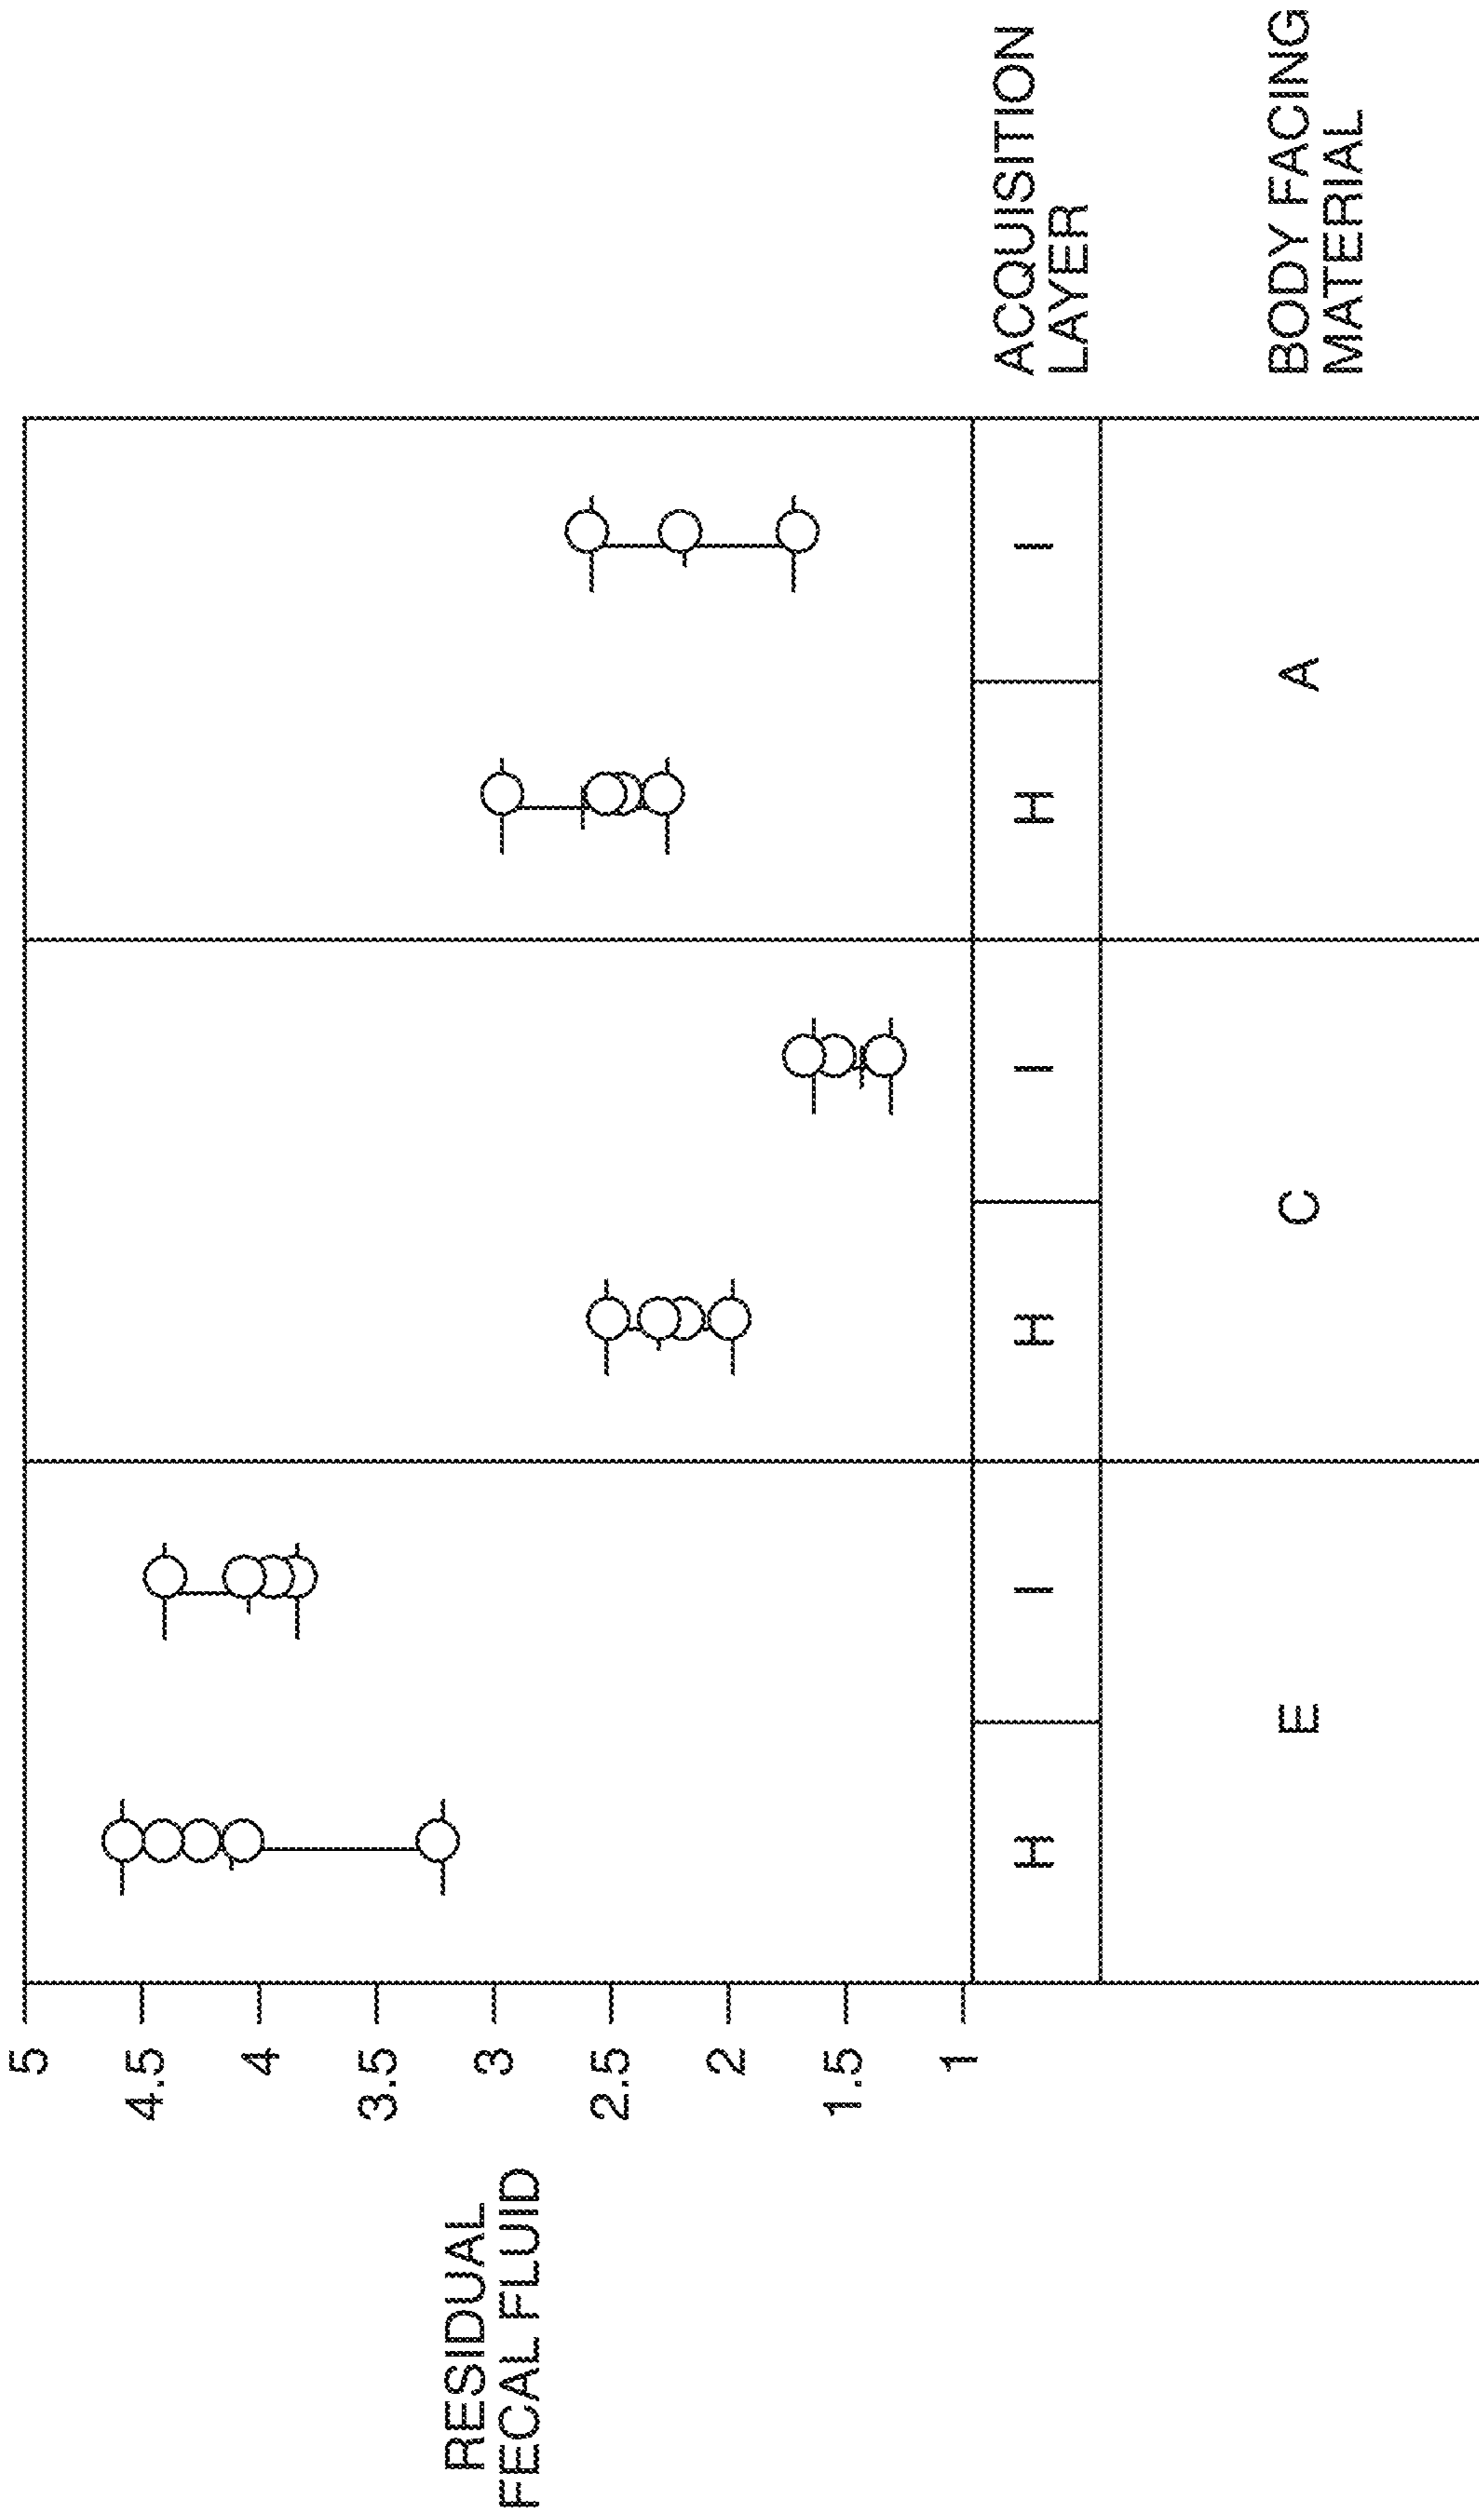 RESIDUAL
FECAL FLUID
5
4.5
4
3.5
3
2.5
2
1.5
1
H I H I H I
ACQUISITION
LAYER
E C A
BODY FACING
MATERIAL